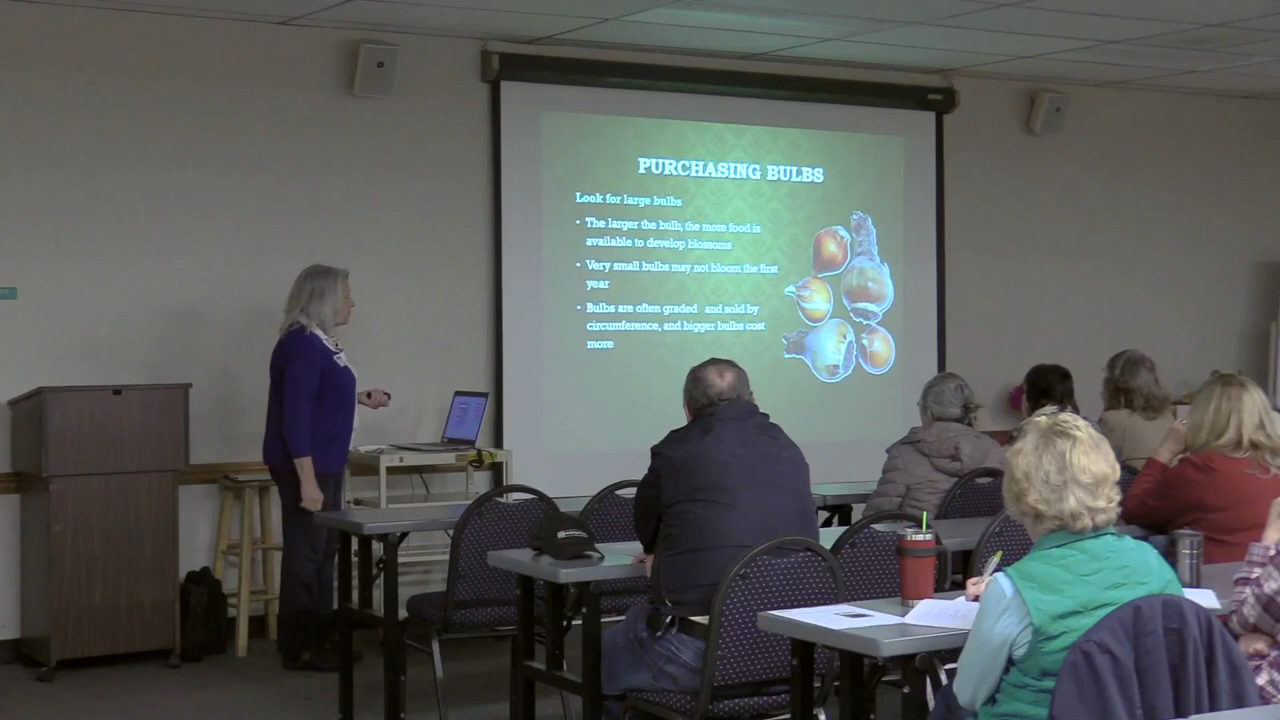 PURCHASING BULBS
Look for large bulbs
• The larger the bulb, the more food is
available to develop blossoms
• Very small bulbs may not bloom the first
year
• Bulbs are often graded and sold by
circumference, and bigger bulbs cost
more